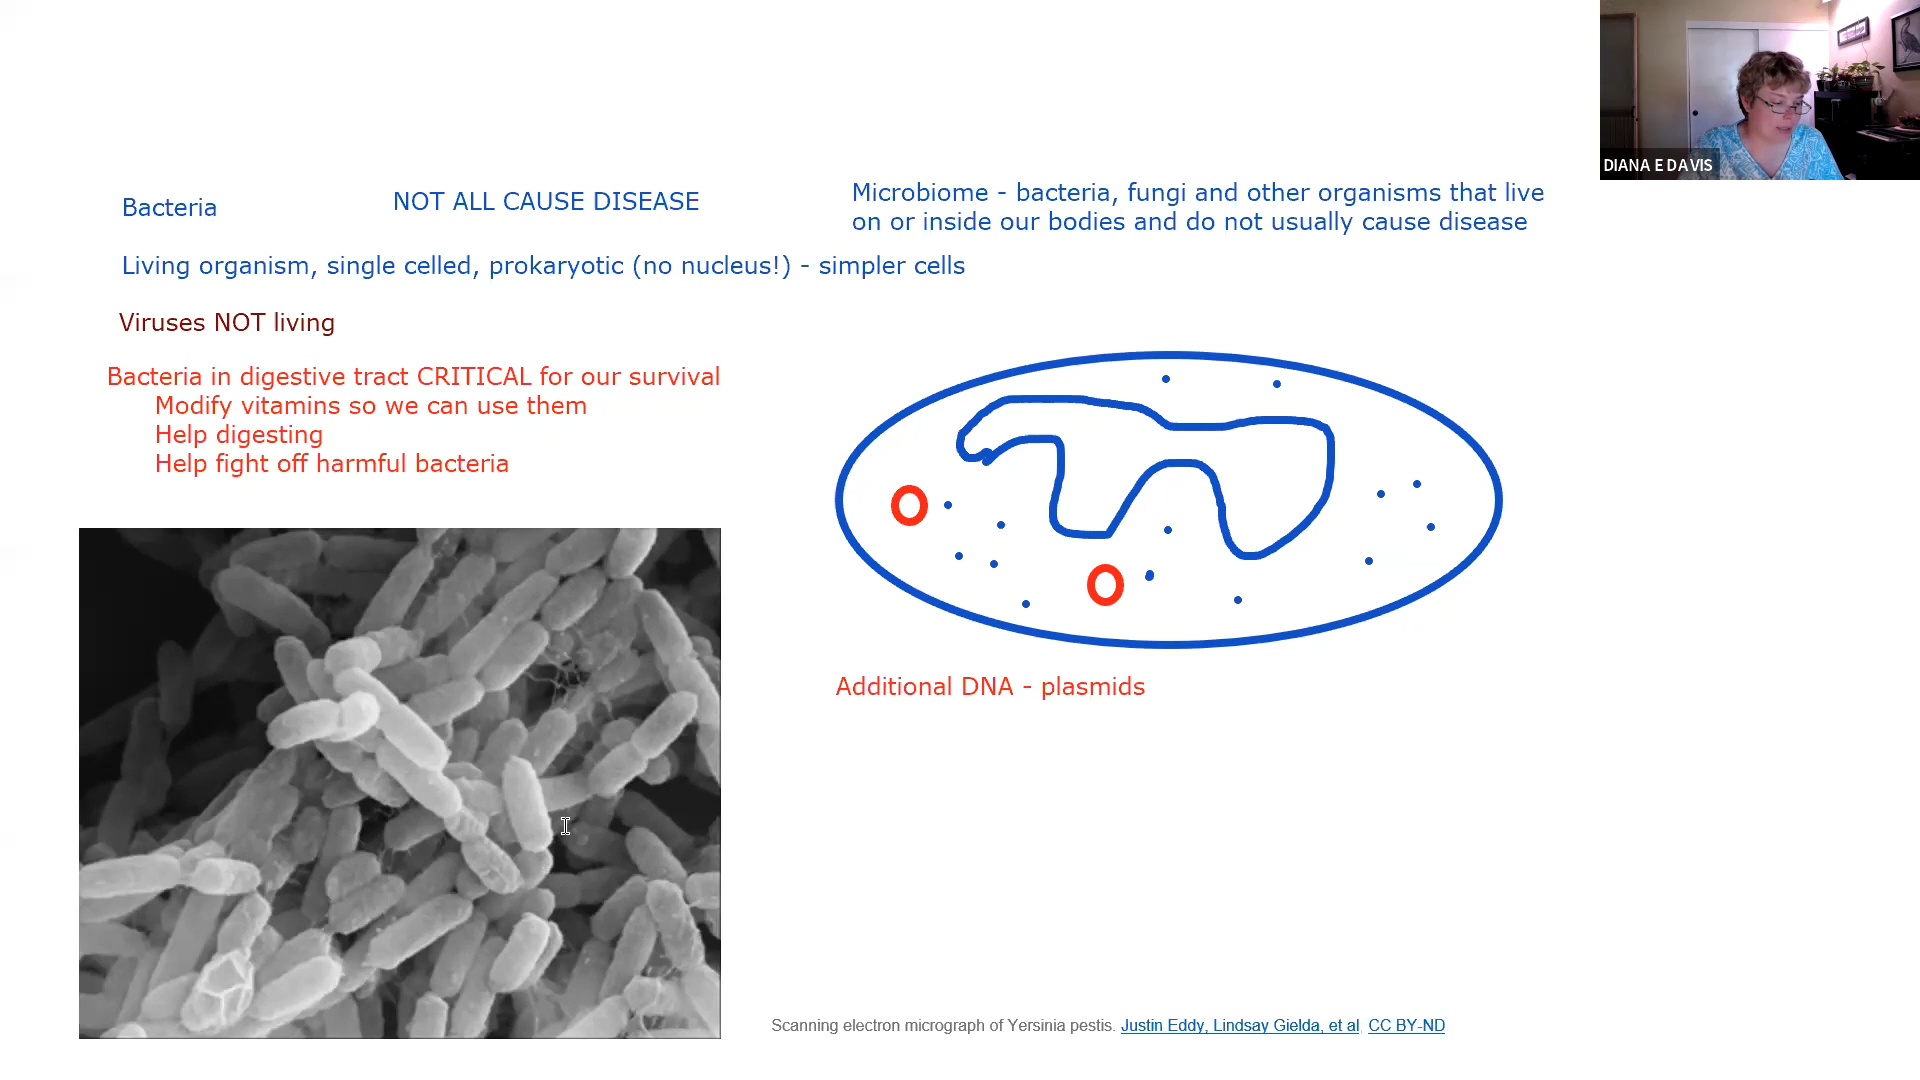 DIANA E DAVIS
Bacteria
NOT ALL CAUSE DISEASE
Microbiome - bacteria, fungi and other organisms that live
on or inside our bodies and do not usually cause disease
Living organism, single celled, prokaryotic (no nucleus!) - simpler cells
Viruses NOT living
Bacteria in digestive tract CRITICAL for our survival
Modify vitamins so we can use them
Help digesting
Help fight off harmful bacteria
Additional DNA - plasmids
Scanning electron micrograph of Yersinia pestis. Justin Eddy, Lindsay Gielda, et al CC BY-ND